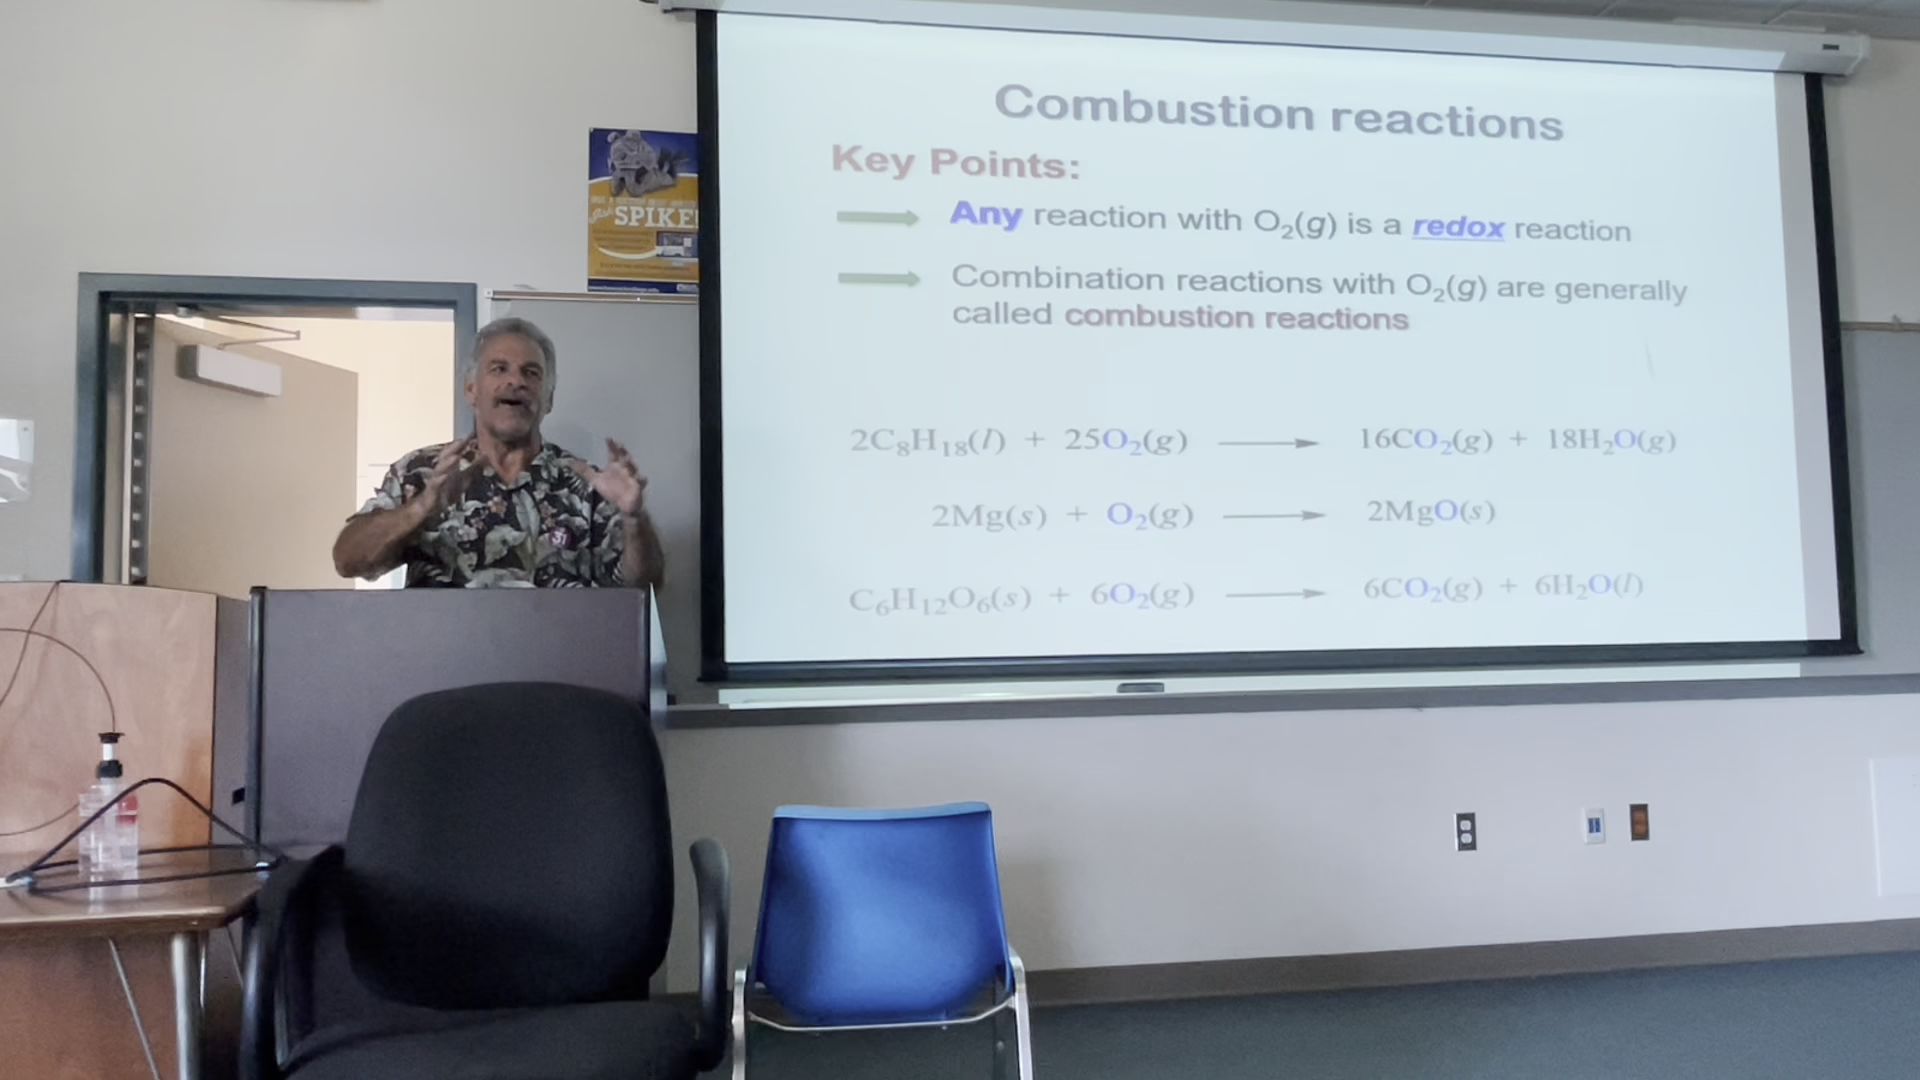 Combustion reactions
Key Points:
Any reaction with O₂(g) is a redox reaction
Combination reactions with O₂(g) are generally
called combustion reactions
2C₈H₁₈(l) + 25O₂(g) ⟶ 16CO₂(g) + 18H₂O(g)
2Mg(s) + O₂(g) ⟶ 2MgO(s)
C₆H₁₂O₆(s) + 6O₂(g) ⟶ 6CO₂(g) + 6H₂O(l)
SPIKE
31